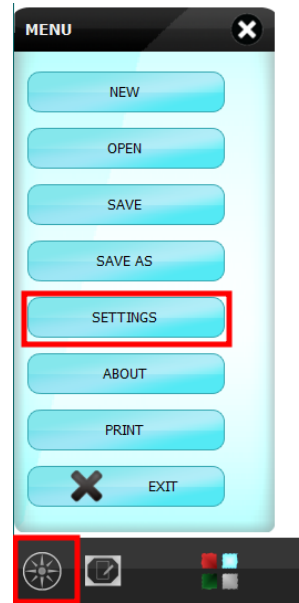 MENU
NEW
OPEN
SAVE
SAVE AS
SETTINGS
ABOUT
PRINT
EXIT